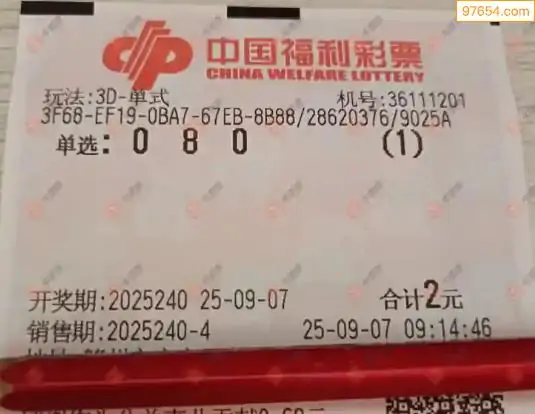 97654.com
中国福利彩票
CHINA WELFARE LOTTERY
玩法:3D-单式 机号:36111201
3F68-EF19-0BA7-67EB-8B88/28620376/9025A
单选: 0 8 0 (1)
开奖期:2025240 25-09-07 合计2元
销售期:2025240-4 25-09-07 09:14:46